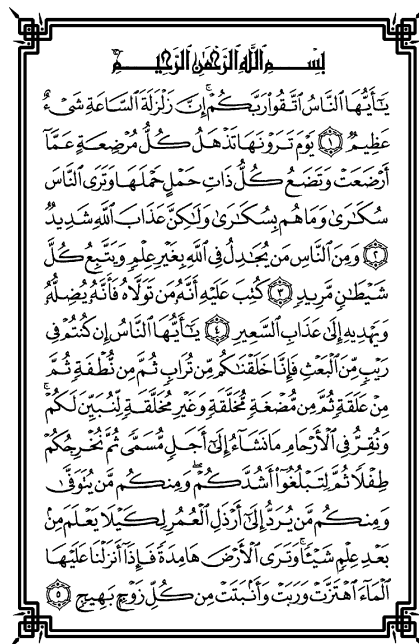 بِسْمِ ٱللَّهِ ٱلرَّحْمَٰنِ ٱلرَّحِيمِ
يَٰٓأَيُّهَا ٱلنَّاسُ ٱتَّقُوا۟ رَبَّكُمْ ۚ إِنَّ زَلْزَلَةَ ٱلسَّاعَةِ شَىْءٌ
عَظِيمٌ ۝١ يَوْمَ تَرَوْنَهَا تَذْهَلُ كُلُّ مُرْضِعَةٍ عَمَّآ
أَرْضَعَتْ وَتَضَعُ كُلُّ ذَاتِ حَمْلٍ حَمْلَهَا وَتَرَى ٱلنَّاسَ
سُكَٰرَىٰ وَمَا هُم بِسُكَٰرَىٰ وَلَٰكِنَّ عَذَابَ ٱللَّهِ شَدِيدٌ
۝٢ وَمِنَ ٱلنَّاسِ مَن يُجَٰدِلُ فِى ٱللَّهِ بِغَيْرِ عِلْمٍ وَيَتَّبِعُ كُلَّ
شَيْطَٰنٍ مَّرِيدٍ ۝٣ كُتِبَ عَلَيْهِ أَنَّهُۥ مَن تَوَلَّاهُ فَأَنَّهُۥ يُضِلُّهُۥ
وَيَهْدِيهِ إِلَىٰ عَذَابِ ٱلسَّعِيرِ ۝٤ يَٰٓأَيُّهَا ٱلنَّاسُ إِن كُنتُمْ فِى
رَيْبٍ مِّنَ ٱلْبَعْثِ فَإِنَّا خَلَقْنَٰكُم مِّن تُرَابٍ ثُمَّ مِن نُّطْفَةٍ ثُمَّ
مِنْ عَلَقَةٍ ثُمَّ مِن مُّضْغَةٍ مُّخَلَّقَةٍ وَغَيْرِ مُخَلَّقَةٍ لِّنُبَيِّنَ لَكُمْ ۚ
وَنُقِرُّ فِى ٱلْأَرْحَامِ مَا نَشَآءُ إِلَىٰٓ أَجَلٍ مُّسَمًّى ثُمَّ نُخْرِجُكُمْ
طِفْلًا ثُمَّ لِتَبْلُغُوٓا۟ أَشُدَّكُمْ ۖ وَمِنكُم مَّن يُتَوَفَّىٰ
وَمِنكُم مَّن يُرَدُّ إِلَىٰٓ أَرْذَلِ ٱلْعُمُرِ لِكَيْلَا يَعْلَمَ مِنۢ
بَعْدِ عِلْمٍ شَيْـًٔا ۚ وَتَرَى ٱلْأَرْضَ هَامِدَةً فَإِذَآ أَنزَلْنَا عَلَيْهَا
ٱلْمَآءَ ٱهْتَزَّتْ وَرَبَتْ وَأَنۢبَتَتْ مِن كُلِّ زَوْجٍۭ بَهِيجٍ ۝٥